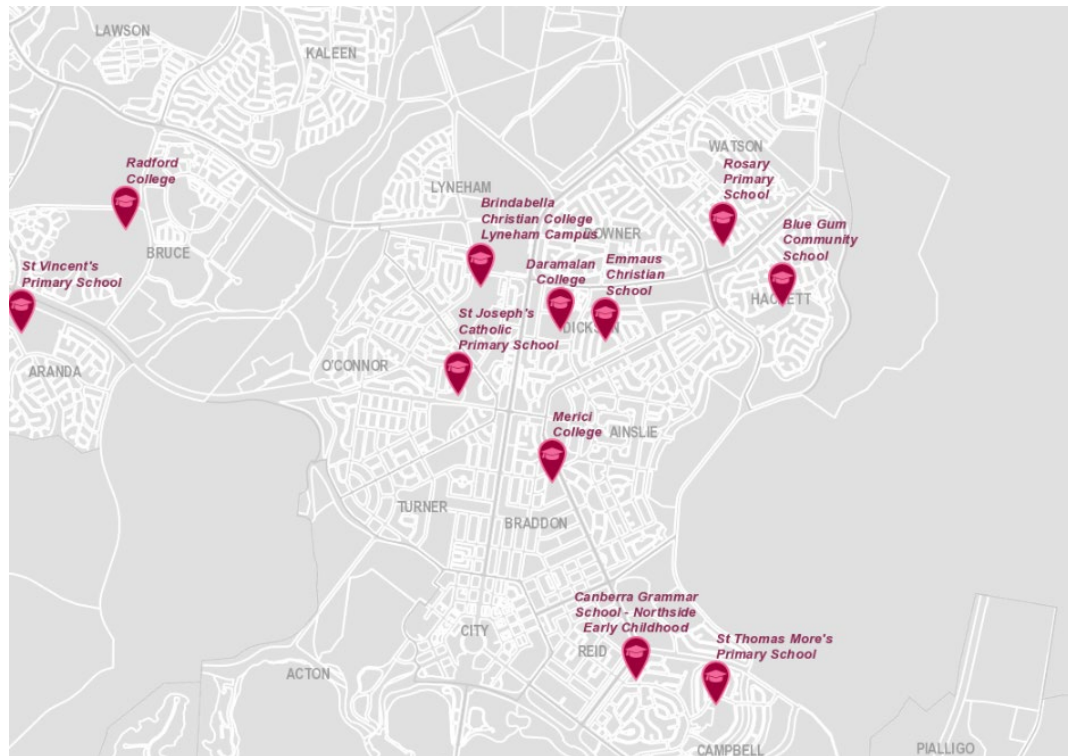 LAWSON
KALEEN
WATSON
Radford
College
Rosary
Primary
School
LYNEHAM
Brindabella
Christian College
Lyneham Campus
DOWNER
Blue Gum
Community
School
BRUCE
St Vincent's
Primary School
Daramalan
College
Emmaus
Christian
School
HACKETT
St Joseph's
Catholic
Primary School
DICKSON
O'CONNOR
ARANDA
Merici
College
AINSLIE
TURNER
BRADDON
Canberra Grammar
School - Northside
Early Childhood
CITY
REID
St Thomas More's
Primary School
ACTON
CAMPBELL
PIALLIGO